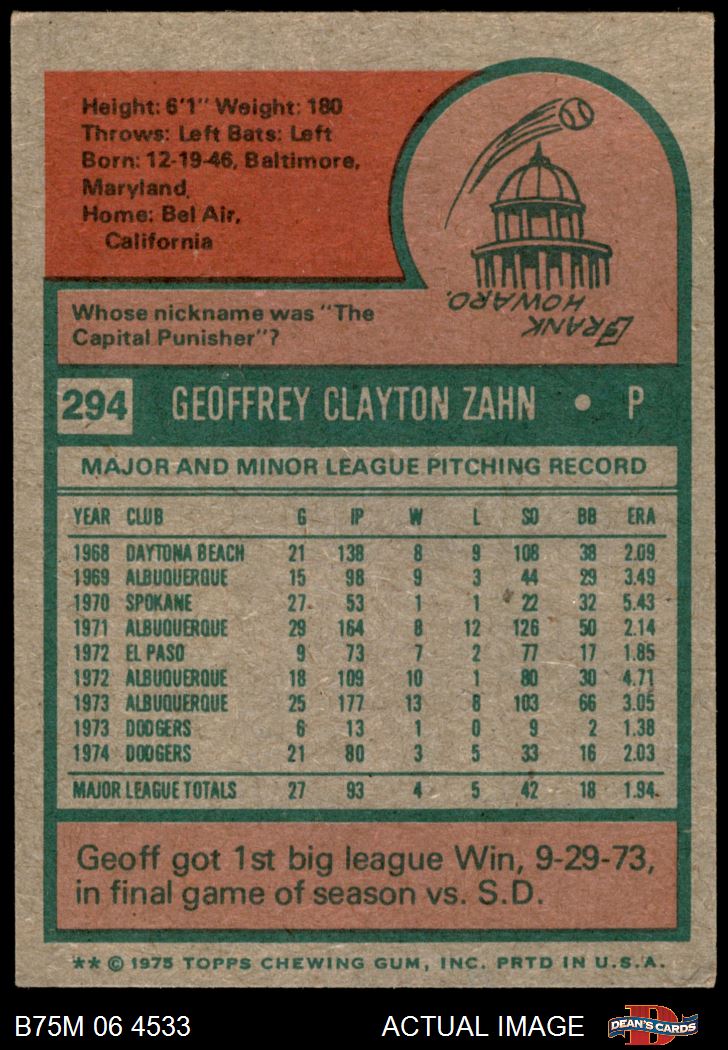 Height: 6'1" Weight: 180
Throws: Left Bats: Left
Born: 12-19-46, Baltimore,
Maryland
Home: Bel Air,
California
Whose nickname was "The
Capital Punisher"?
FRANK
HOWARD.
294 GEOFFREY CLAYTON ZAHN • P
MAJOR AND MINOR LEAGUE PITCHING RECORD
YEAR CLUB G IP W L SO BB ERA
1968 DAYTONA BEACH 21 138 8 9 108 38 2.09
1969 ALBUQUERQUE 15 98 9 3 44 29 3.49
1970 SPOKANE 27 53 1 1 22 32 5.43
1971 ALBUQUERQUE 29 164 8 12 126 50 2.14
1972 EL PASO 9 73 7 2 77 17 1.85
1972 ALBUQUERQUE 18 109 10 1 80 30 4.71
1973 ALBUQUERQUE 25 177 13 8 103 66 3.05
1973 DODGERS 6 13 1 0 9 2 1.38
1974 DODGERS 21 80 3 5 33 16 2.03
MAJOR LEAGUE TOTALS 27 93 4 5 42 18 1.94
Geoff got 1st big league Win, 9-29-73,
in final game of season vs. S.D.
** © 1975 TOPPS CHEWING GUM, INC. PRTD IN U.S.A.
B75M 06 4533 ACTUAL IMAGE DEAN'S CARDS